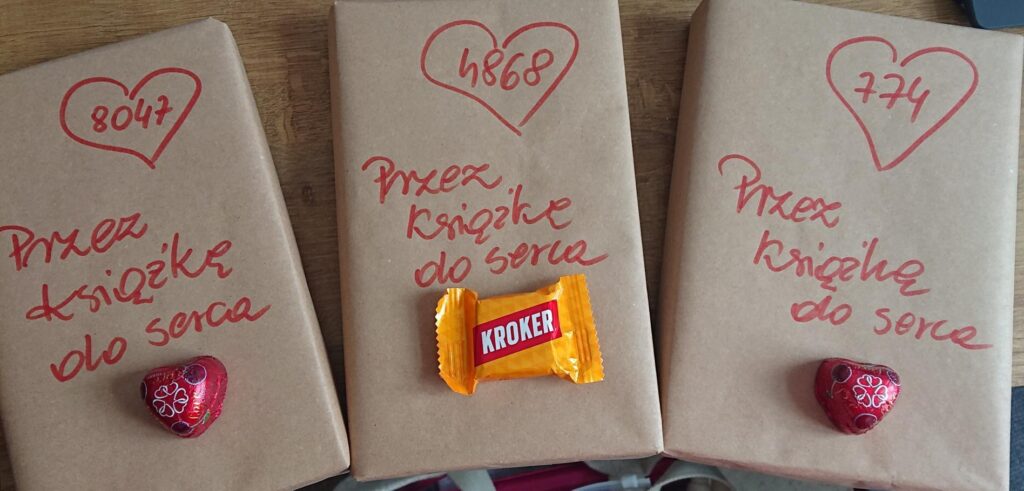 8047
Przez
książkę
do serca
4868
Przez
książkę
do serca
KROKER
774
Przez
książkę
do serca